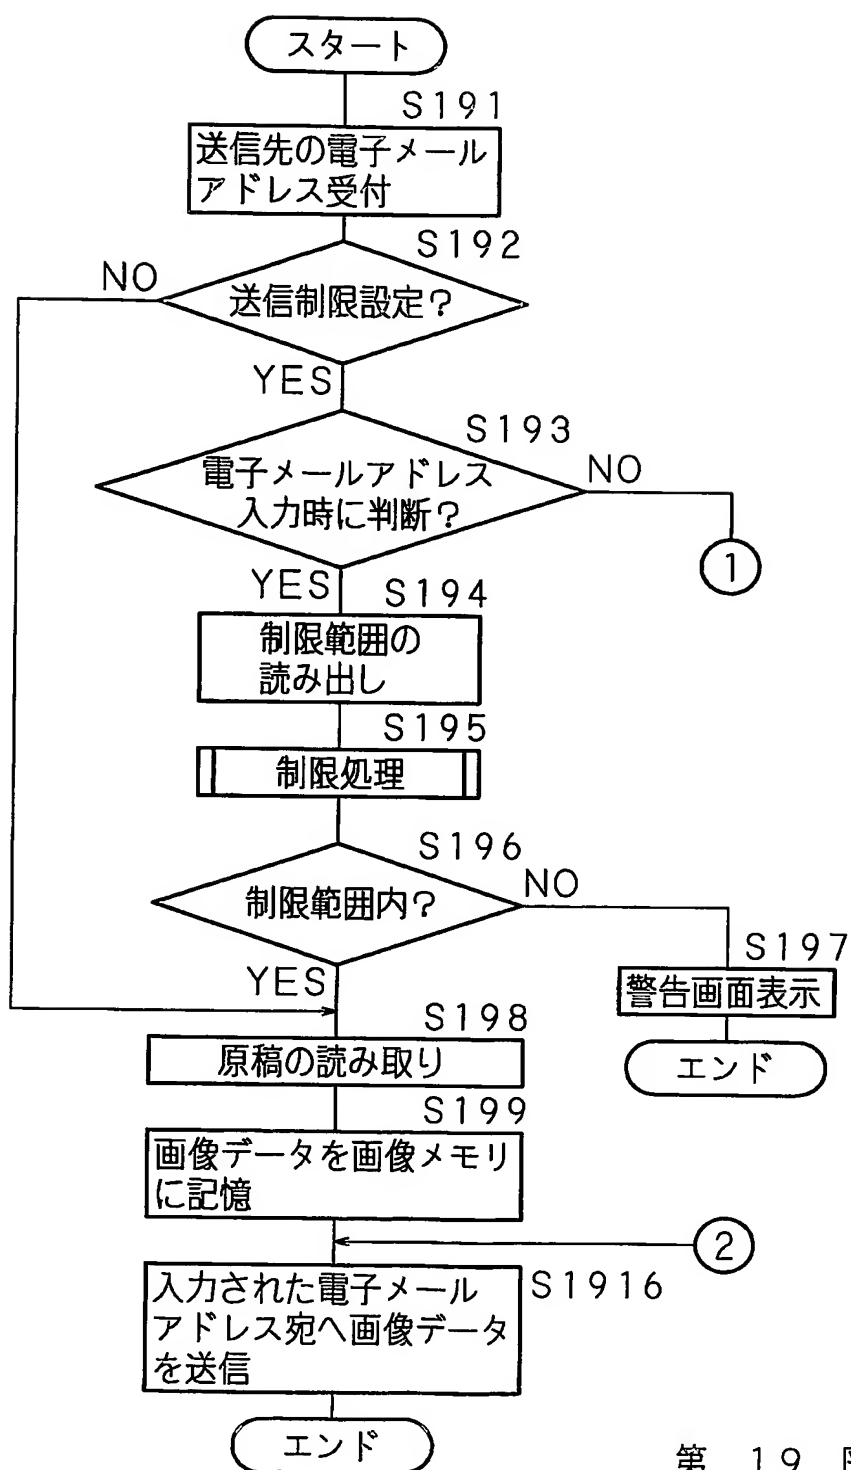 スタート
S191
送信先の電子メール
アドレス受付
S192
NO
送信制限設定?
YES
S193
電子メールアドレス
入力時に判断?
NO
1
YES
S194
制限範囲の
読み出し
S195
制限処理
S196
制限範囲内?
NO
S197
警告画面表示
エンド
YES
S198
原稿の読み取り
S199
画像データを画像メモリ
に記憶
2
S1916
入力された電子メール
アドレス宛へ画像データ
を送信
エンド
第 19